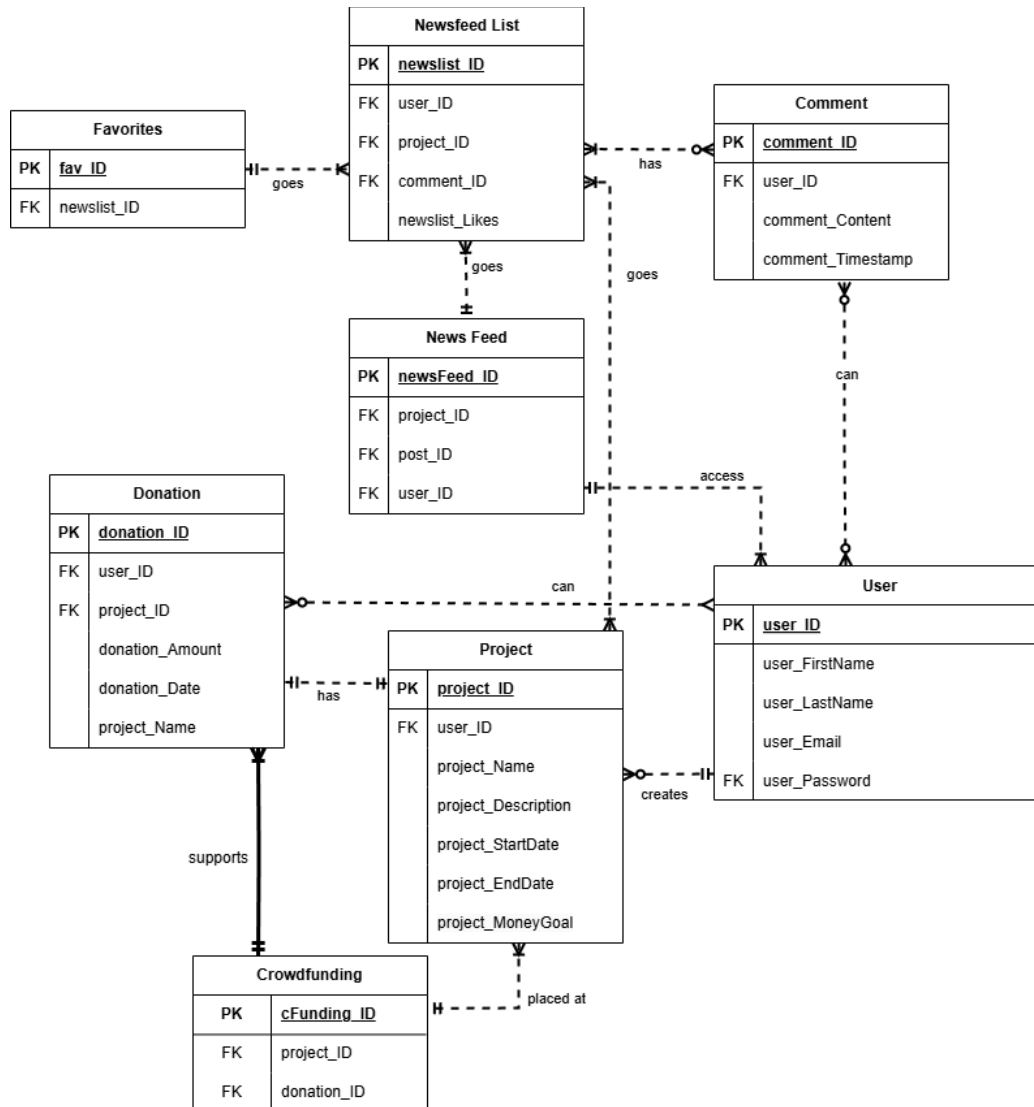 Newsfeed List
PK newslist_ID
FK user_ID
FK project_ID
FK comment_ID
newslist_Likes
Favorites
PK fav_ID
FK newslist_ID
goes
Comment
PK comment_ID
FK user_ID
comment_Content
comment_Timestamp
has
goes
goes
News Feed
PK newsFeed_ID
FK project_ID
FK post_ID
FK user_ID
can
access
Donation
PK donation_ID
FK user_ID
FK project_ID
donation_Amount
donation_Date
project_Name
can
User
PK user_ID
user_FirstName
user_LastName
user_Email
FK user_Password
has
Project
PK project_ID
FK user_ID
project_Name
project_Description
project_StartDate
project_EndDate
project_MoneyGoal
creates
supports
placed at
Crowdfunding
PK cFunding_ID
FK project_ID
FK donation_ID